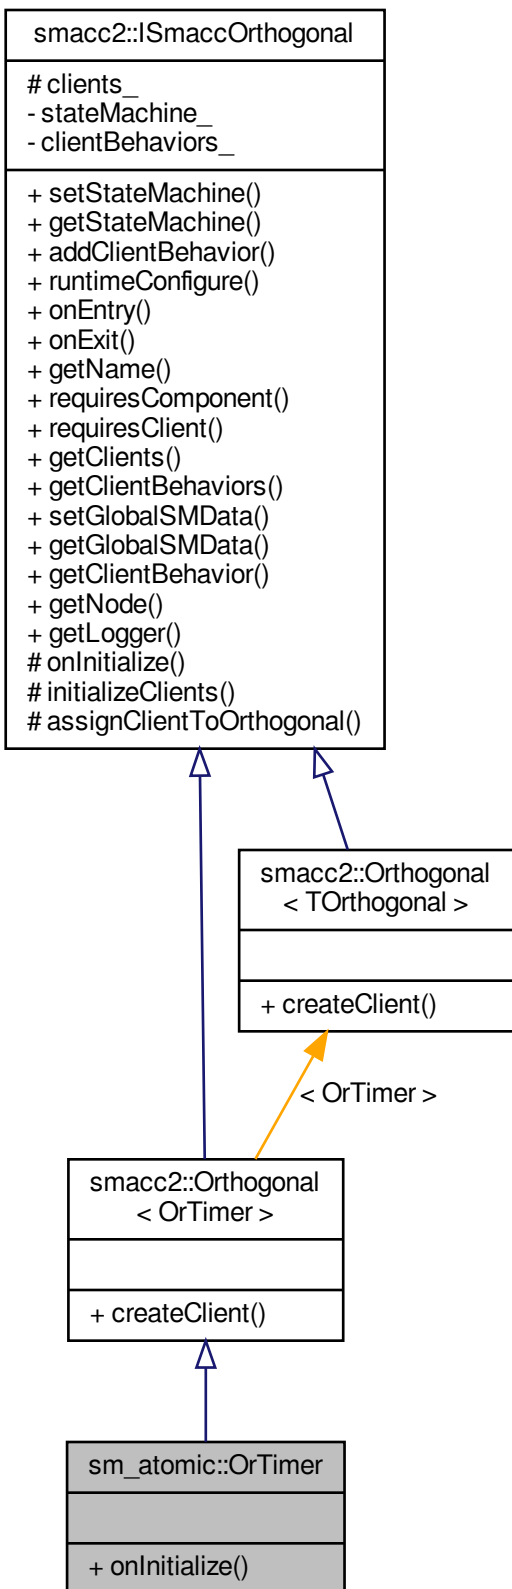 smacc2::ISmaccOrthogonal
# clients_
- stateMachine_
- clientBehaviors_
+ setStateMachine()
+ getStateMachine()
+ addClientBehavior()
+ runtimeConfigure()
+ onEntry()
+ onExit()
+ getName()
+ requiresComponent()
+ requiresClient()
+ getClients()
+ getClientBehaviors()
+ setGlobalSMData()
+ getGlobalSMData()
+ getClientBehavior()
+ getNode()
+ getLogger()
# onInitialize()
# initializeClients()
# assignClientToOrthogonal()
smacc2::Orthogonal
< TOrthogonal >
+ createClient()
< OrTimer >
smacc2::Orthogonal
< OrTimer >
+ createClient()
sm_atomic::OrTimer
+ onInitialize()